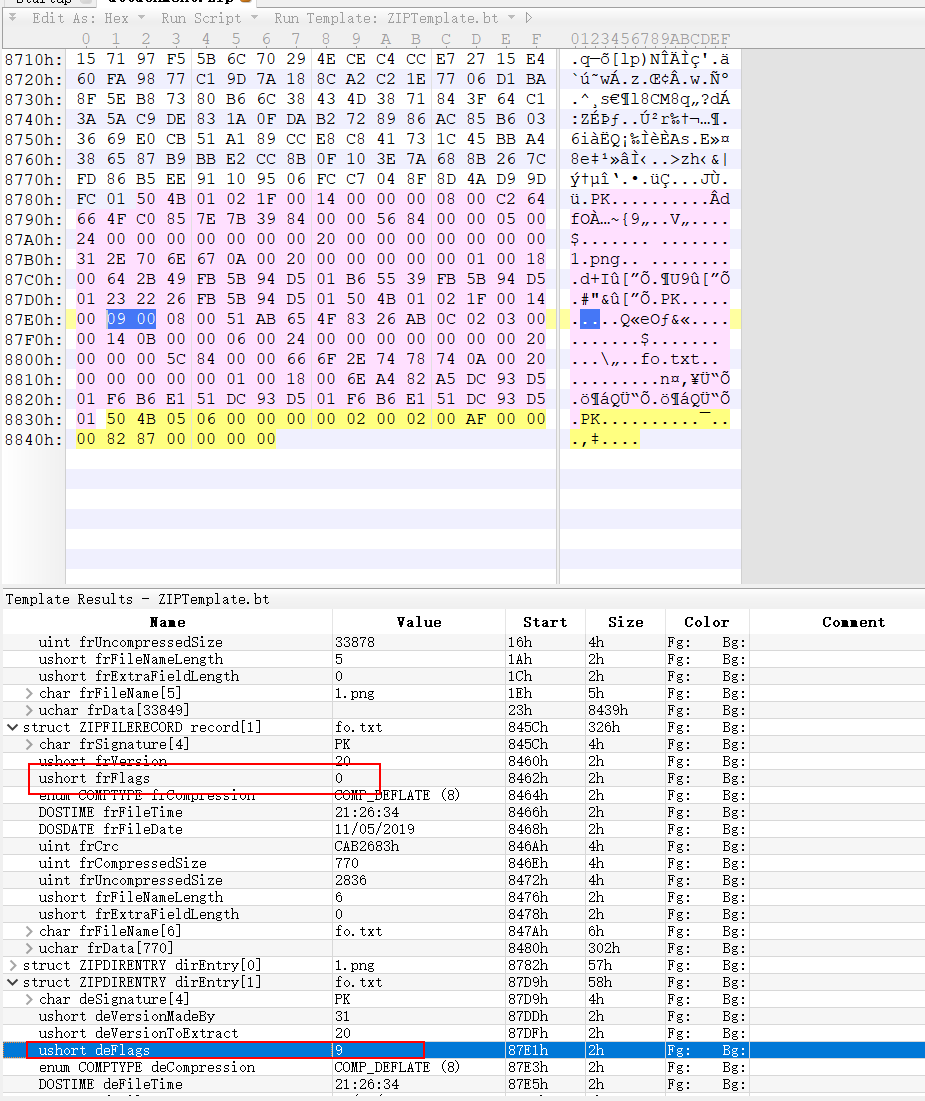 Edit As: Hex Run Script Run Template: ZIPTemplate.bt
0 1 2 3 4 5 6 7 8 9 A B C D E F 0123456789ABCDEF
8710h: 15 71 97 F5 5B 6C 70 29 4E CE C4 CC E7 27 15 E4 .q—õ[lp)NÎÄÌç'.ä
8720h: 60 FA 98 77 C1 9D 7A 18 8C A2 C2 1E 77 06 D1 BA `ú˜wÁ.z.Œ¢Â.w.Ñº
8730h: 8F 5E B8 73 80 B6 6C 38 43 4D 38 71 84 3F 64 C1 .^¸s€¶l8CM8q„?dÁ
8740h: 3A 5A C9 DE 83 1A 0F DA B2 72 89 86 AC 85 B6 03 :ZÉÞƒ..Ú²r‰†¬…¶.
8750h: 36 69 E0 CB 51 A1 89 CC E8 C8 41 73 1C 45 BB A4 6iàËQ¡‰ÌèÈAs.E»¤
8760h: 38 65 87 B9 BB E2 CC 8B 0F 10 3E 7A 68 8B 26 7C 8e‡¹»âÌ‹..>zh‹&|
8770h: FD 86 B5 EE 91 10 95 06 FC C7 04 8F 8D 4A D9 9D ý†µî‘.•.üÇ...JÙ.
8780h: FC 01 50 4B 01 02 1F 00 14 00 00 00 08 00 C2 64 ü.PK..........Âd
8790h: 66 4F C0 85 7E 7B 39 84 00 00 56 84 00 00 05 00 fOÀ…~{9„..V„....
87A0h: 24 00 00 00 00 00 00 00 20 00 00 00 00 00 00 00 $....... .......
87B0h: 31 2E 70 6E 67 0A 00 20 00 00 00 00 00 01 00 18 1.png.. ........
87C0h: 00 64 2B 49 FB 5B 94 D5 01 B6 55 39 FB 5B 94 D5 .d+Iû[”Õ.¶U9û[”Õ
87D0h: 01 23 22 26 FB 5B 94 D5 01 50 4B 01 02 1F 00 14 .#"&û[”Õ.PK.....
87E0h: 00 09 00 08 00 51 AB 65 4F 83 26 AB 0C 02 03 00 .....Q«eOƒ&«....
87F0h: 00 14 0B 00 00 06 00 24 00 00 00 00 00 00 00 20 .......$.......
8800h: 00 00 00 5C 84 00 00 66 6F 2E 74 78 74 0A 00 20 ...\„..fo.txt..
8810h: 00 00 00 00 00 01 00 18 00 6E A4 82 A5 DC 93 D5 .........n¤‚¥Ü“Õ
8820h: 01 F6 B6 E1 51 DC 93 D5 01 F6 B6 E1 51 DC 93 D5 .ö¶áQÜ“Õ.ö¶áQÜ“Õ
8830h: 01 50 4B 05 06 00 00 00 00 02 00 02 00 AF 00 00 .PK..........¯..
8840h: 00 82 87 00 00 00 00 .‚‡....
Template Results - ZIPTemplate.bt
Name Value Start Size Color Comment
uint frUncompressedSize 33878 16h 4h Fg: Bg:
ushort frFileNameLength 5 1Ah 2h Fg: Bg:
ushort frExtraFieldLength 0 1Ch 2h Fg: Bg:
char frFileName[5] 1.png 1Eh 5h Fg: Bg:
uchar frData[33849] 23h 8439h Fg: Bg:
struct ZIPFILERECORD record[1] fo.txt 845Ch 326h Fg: Bg:
char frSignature[4] PK 845Ch 4h Fg: Bg:
ushort frVersion 20 8460h 2h Fg: Bg:
ushort frFlags 0 8462h 2h Fg: Bg:
enum COMPTYPE frCompression COMP_DEFLATE (8) 8464h 2h Fg: Bg:
DOSTIME frFileTime 21:26:34 8466h 2h Fg: Bg:
DOSDATE frFileDate 11/05/2019 8468h 2h Fg: Bg:
uint frCrc CAB2683h 846Ah 4h Fg: Bg:
uint frCompressedSize 770 846Eh 4h Fg: Bg:
uint frUncompressedSize 2836 8472h 4h Fg: Bg:
ushort frFileNameLength 6 8476h 2h Fg: Bg:
ushort frExtraFieldLength 0 8478h 2h Fg: Bg:
char frFileName[6] fo.txt 847Ah 6h Fg: Bg:
uchar frData[770] 8480h 302h Fg: Bg:
struct ZIPDIRENTRY dirEntry[0] 1.png 8782h 57h Fg: Bg:
struct ZIPDIRENTRY dirEntry[1] fo.txt 87D9h 58h Fg: Bg:
char deSignature[4] PK 87D9h 4h Fg: Bg:
ushort deVersionMadeBy 31 87DDh 2h Fg: Bg:
ushort deVersionToExtract 20 87DFh 2h Fg: Bg:
ushort deFlags 9 87E1h 2h Fg: Bg:
enum COMPTYPE deCompression COMP_DEFLATE (8) 87E3h 2h Fg: Bg:
DOSTIME deFileTime 21:26:34 87E5h 2h Fg: Bg: